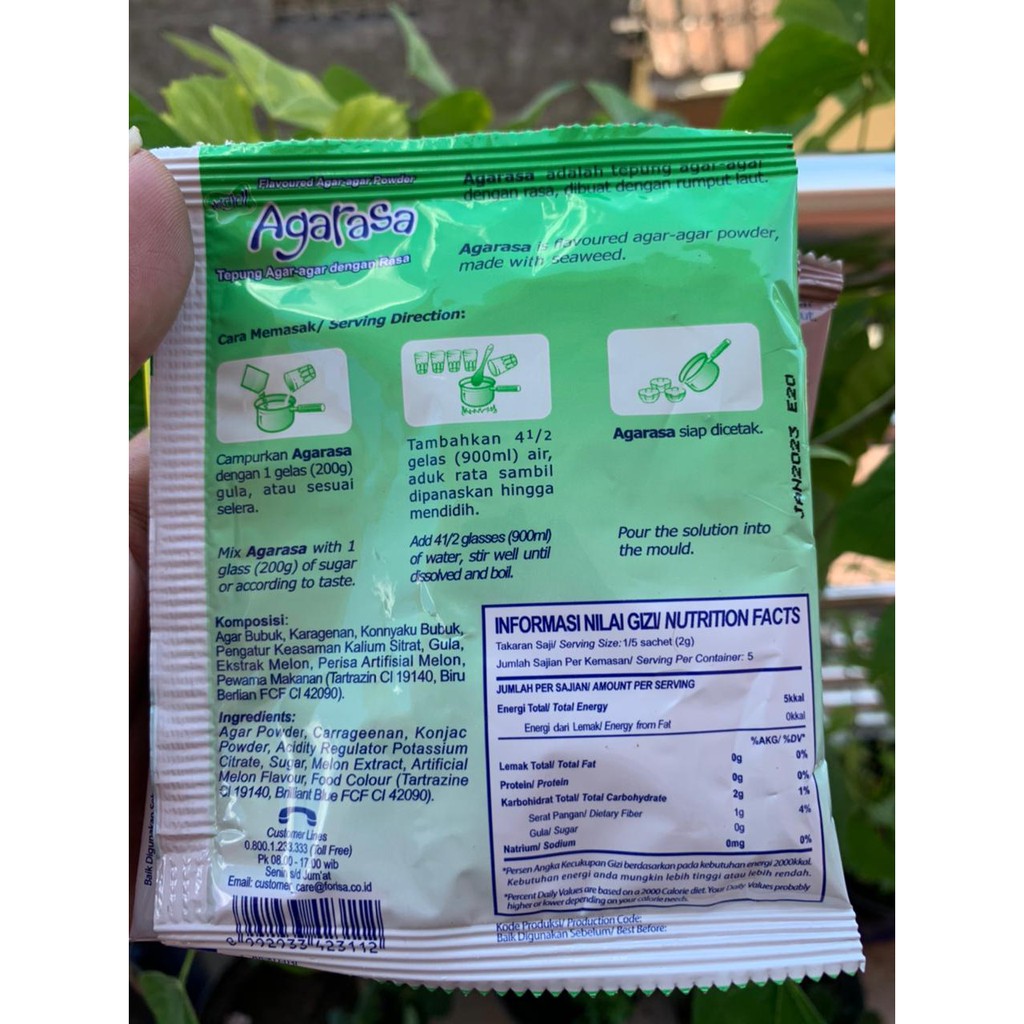 Flavoured Agar-agar Powder
Agarasa
Tepung Agar-agar dengan Rasa
Agarasa adalah tepung agar-agar
dengan rasa, dibuat dengan rumput laut.
Agarasa is flavoured agar-agar powder,
made with seaweed.
Cara Memasak/ Serving Direction:
Campurkan Agarasa
dengan 1 gelas (200g)
gula, atau sesuai
selera.
Mix Agarasa with 1
glass (200g) of sugar
or according to taste.
Tambahkan 41/2
gelas (900ml) air,
aduk rata sambil
dipanaskan hingga
mendidih.
Add 41/2 glasses (900ml)
of water, stir well until
dissolved and boil.
Agarasa siap dicetak.
Pour the solution into
the mould.
JAN2023 E20
Komposisi:
Agar Bubuk, Karagenan, Konnyaku Bubuk,
Pengatur Keasaman Kalium Sitrat, Gula,
Ekstrak Melon, Perisa Artifisial Melon,
Pewarna Makanan (Tartrazin CI 19140, Biru
Berlian FCF CI 42090).
Ingredients:
Agar Powder, Carrageenan, Konjac
Powder, Acidity Regulator Potassium
Citrate, Sugar, Melon Extract, Artificial
Melon Flavour, Food Colour (Tartrazine
CI 19140, Brilliant Blue FCF CI 42090).
Customer Lines
0.800.1.233.333 (Toll Free)
Pk 08.00 - 17.00 wib
Senin s/d Jum'at
Email: customer_care@forisa.co.id
8 992933 423112
INFORMASI NILAI GIZI/ NUTRITION FACTS
Takaran Saji/ Serving Size: 1/5 sachet (2g)
Jumlah Sajian Per Kemasan/ Serving Per Container: 5
JUMLAH PER SAJIAN/ AMOUNT PER SERVING
Energi Total/ Total Energy 5kkal
Energi dari Lemak/ Energy from Fat 0kkal
%AKG/ %DV*
Lemak Total/ Total Fat 0g 0%
Protein/ Protein 0g 0%
Karbohidrat Total/ Total Carbohydrate 2g 1%
Serat Pangan/ Dietary Fiber 1g 4%
Gula/ Sugar 0g
Natrium/ Sodium 0mg 0%
*Persen Angka Kecukupan Gizi berdasarkan pada kebutuhan energi 2000kkal.
Kebutuhan energi anda mungkin lebih tinggi atau lebih rendah.
*Percent Daily Values are based on a 2000 Calorie diet. Your Daily Values probably
higher or lower depending on your calorie needs.
Kode Produksi/ Production Code:
Baik Digunakan Sebelum/ Best Before:
Baik Digunakan